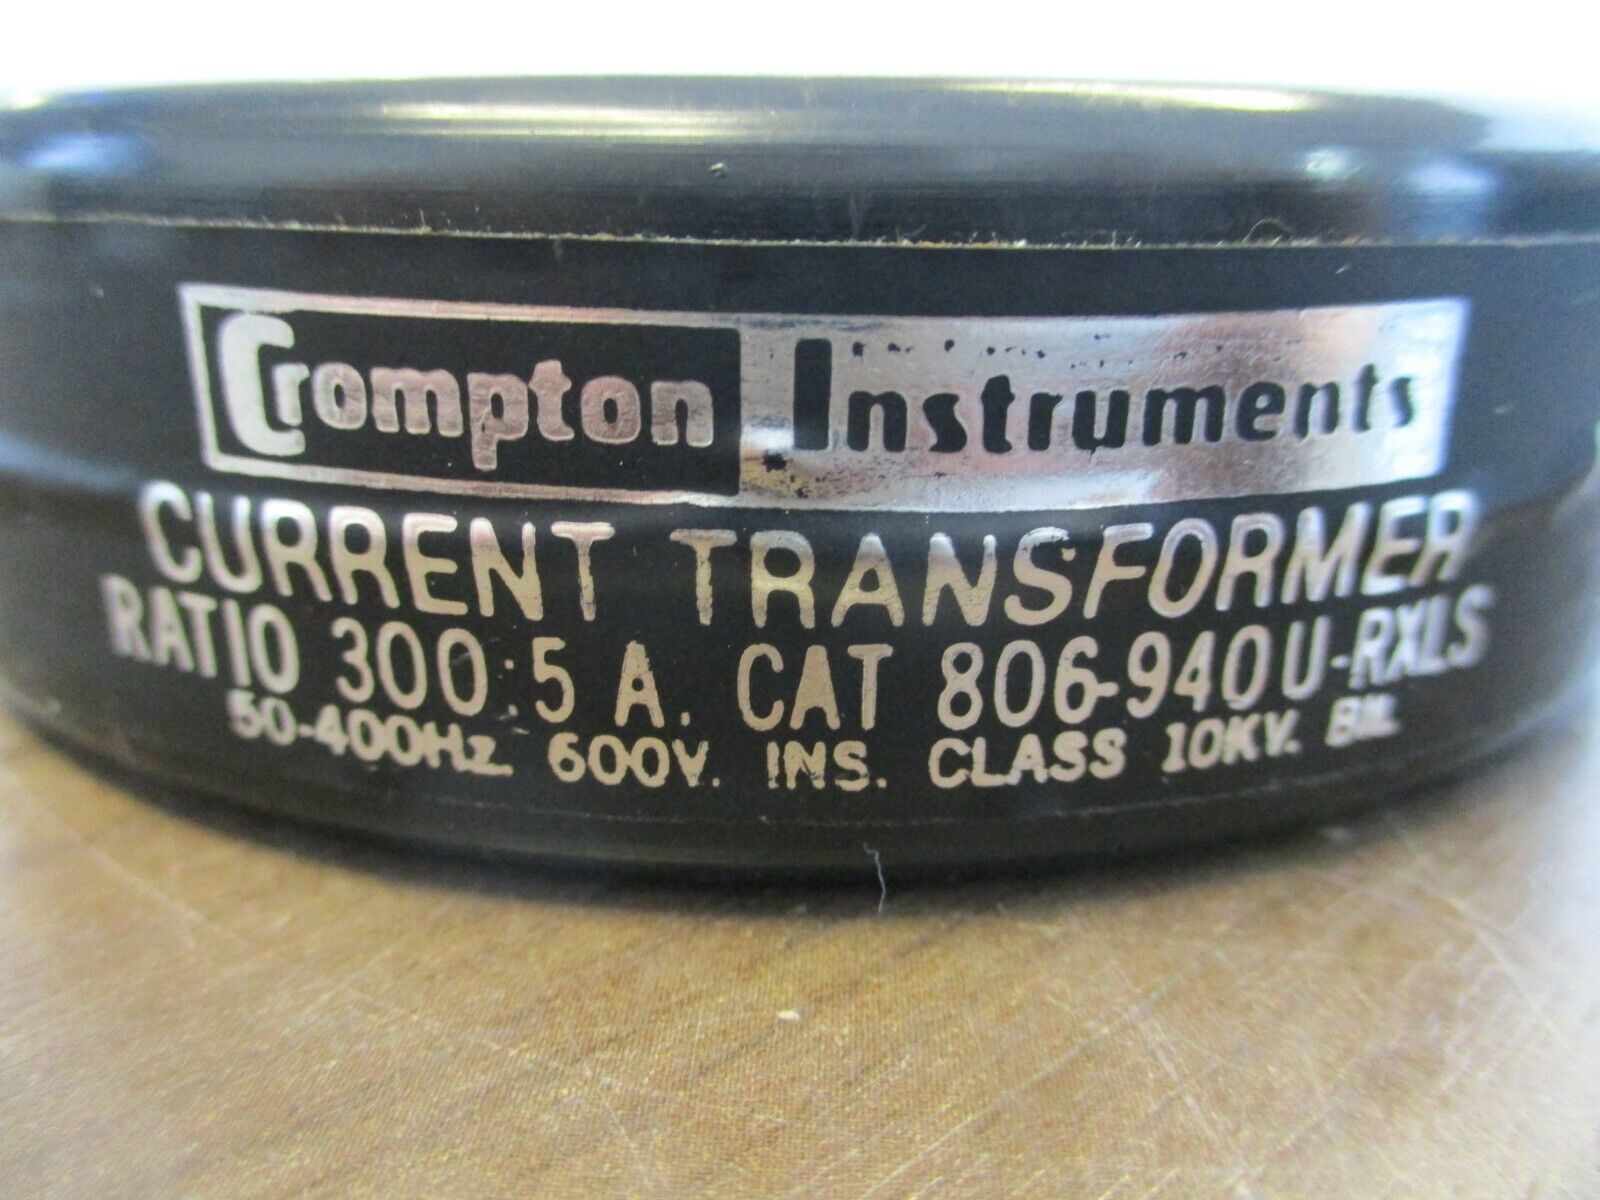 Crompton Instruments
CURRENT TRANSFORMER
RATIO 300:5 A. CAT 806-940U-RXLS
50-400Hz. 600V. INS. CLASS 10KV. BIL.